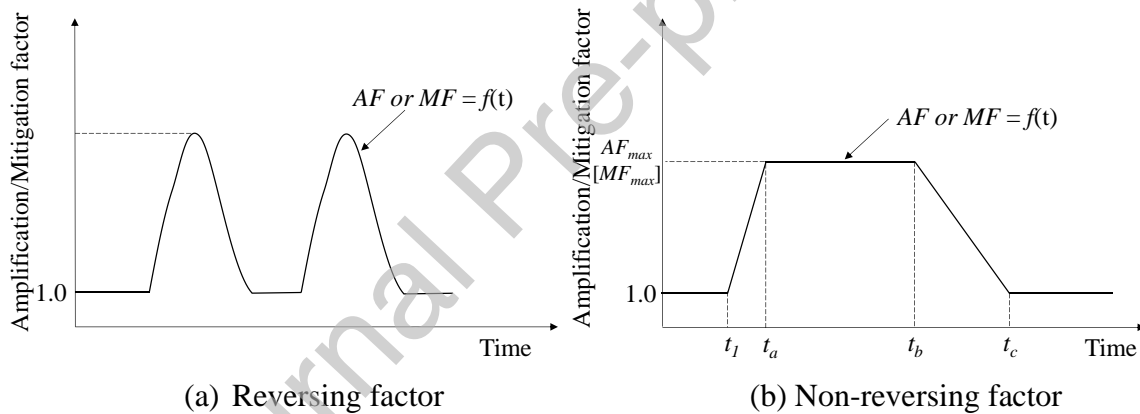 Amplification/Mitigation factor
AF or MF = f(t)
1.0
Time
(a) Reversing factor
Amplification/Mitigation factor
AF or MF = f(t)
AFmax
[MFmax]
1.0
t1 ta tb tc Time
(b) Non-reversing factor